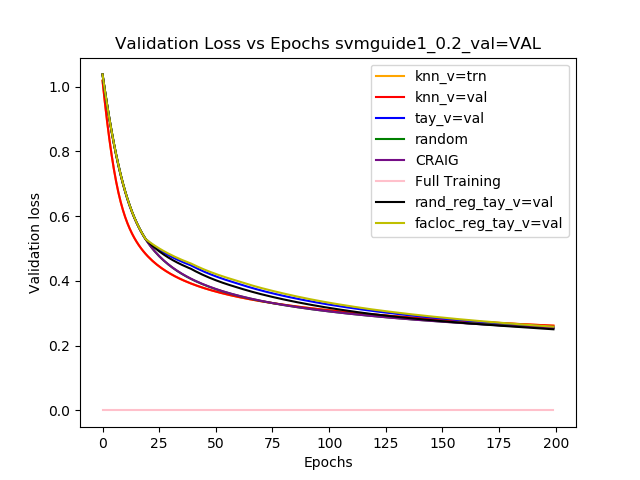 Validation Loss vs Epochs svmguide1_0.2_val=VAL
knn_v=trn
knn_v=val
tay_v=val
random
CRAIG
Full Training
rand_reg_tay_v=val
facloc_reg_tay_v=val
Validation loss
1.0
0.8
0.6
0.4
0.2
0.0
0 25 50 75 100 125 150 175 200
Epochs